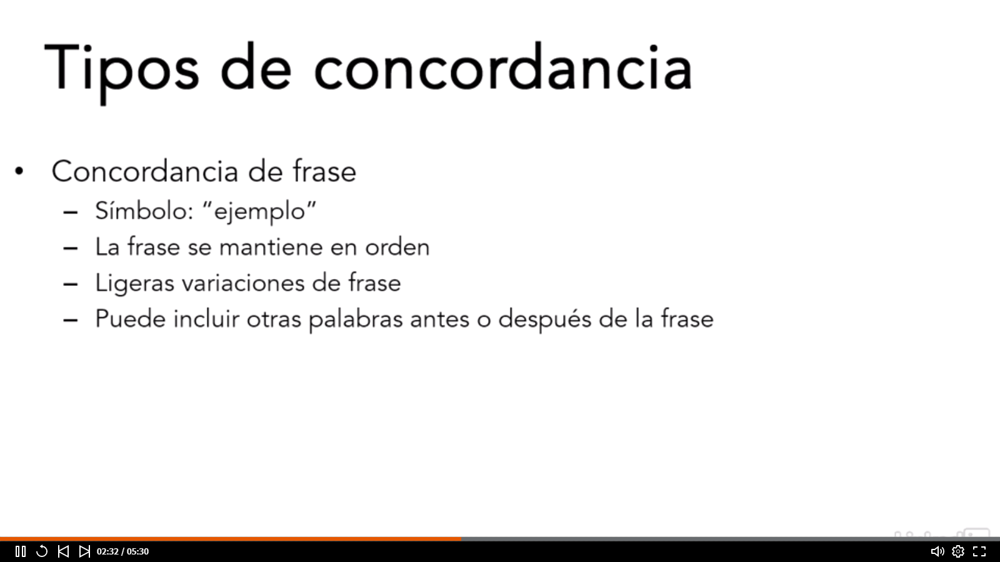 Tipos de concordancia
• Concordancia de frase
– Símbolo: “ejemplo”
– La frase se mantiene en orden
– Ligeras variaciones de frase
– Puede incluir otras palabras antes o después de la frase
02:32 / 05:30